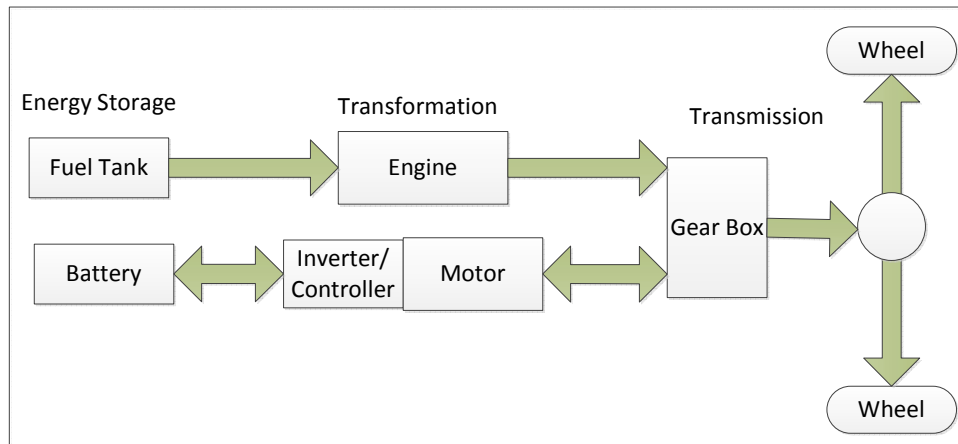 Wheel
Energy Storage
Transformation
Transmission
Fuel Tank
Engine
Gear Box
Battery
Inverter/
Controller
Motor
Wheel